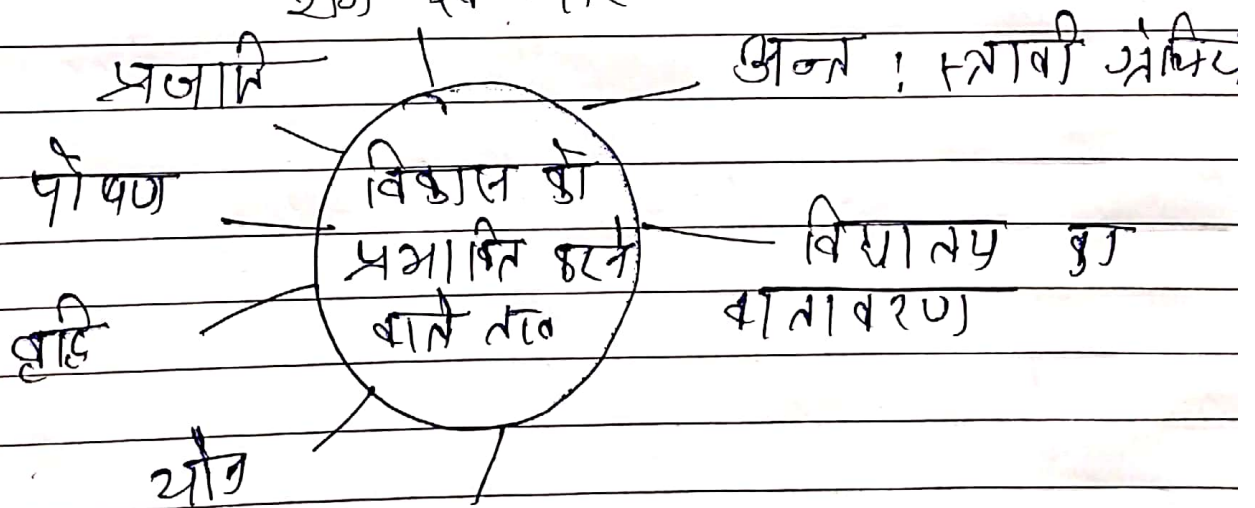 प्रजाति
अन्त : स्त्रावी ग्रंथिय
पोषण
विकास को
प्रभावित करने
वाले तत्व
विद्यालय का
वातावरण
बुद्धि
यौन